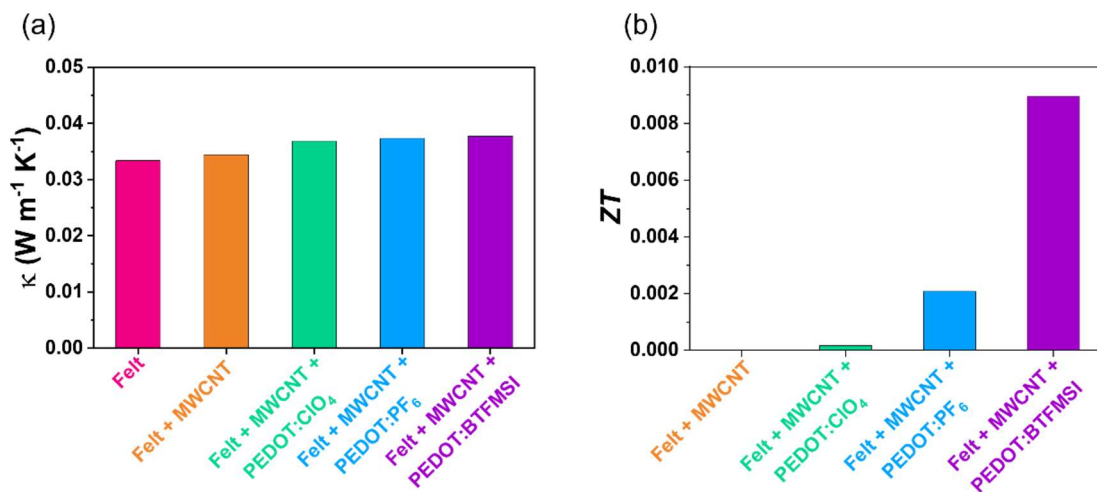 (a)
κ (W m⁻¹ K⁻¹)
0.05
0.04
0.03
0.02
0.01
0.00
Felt
Felt + MWCNT
Felt + MWCNT +
PEDOT:ClO₄
Felt + MWCNT +
PEDOT:PF₆
Felt + MWCNT +
PEDOT:BTFMSI
(b)
ZT
0.010
0.008
0.006
0.004
0.002
0.000
Felt + MWCNT
Felt + MWCNT +
PEDOT:ClO₄
Felt + MWCNT +
PEDOT:PF₆
Felt + MWCNT +
PEDOT:BTFMSI